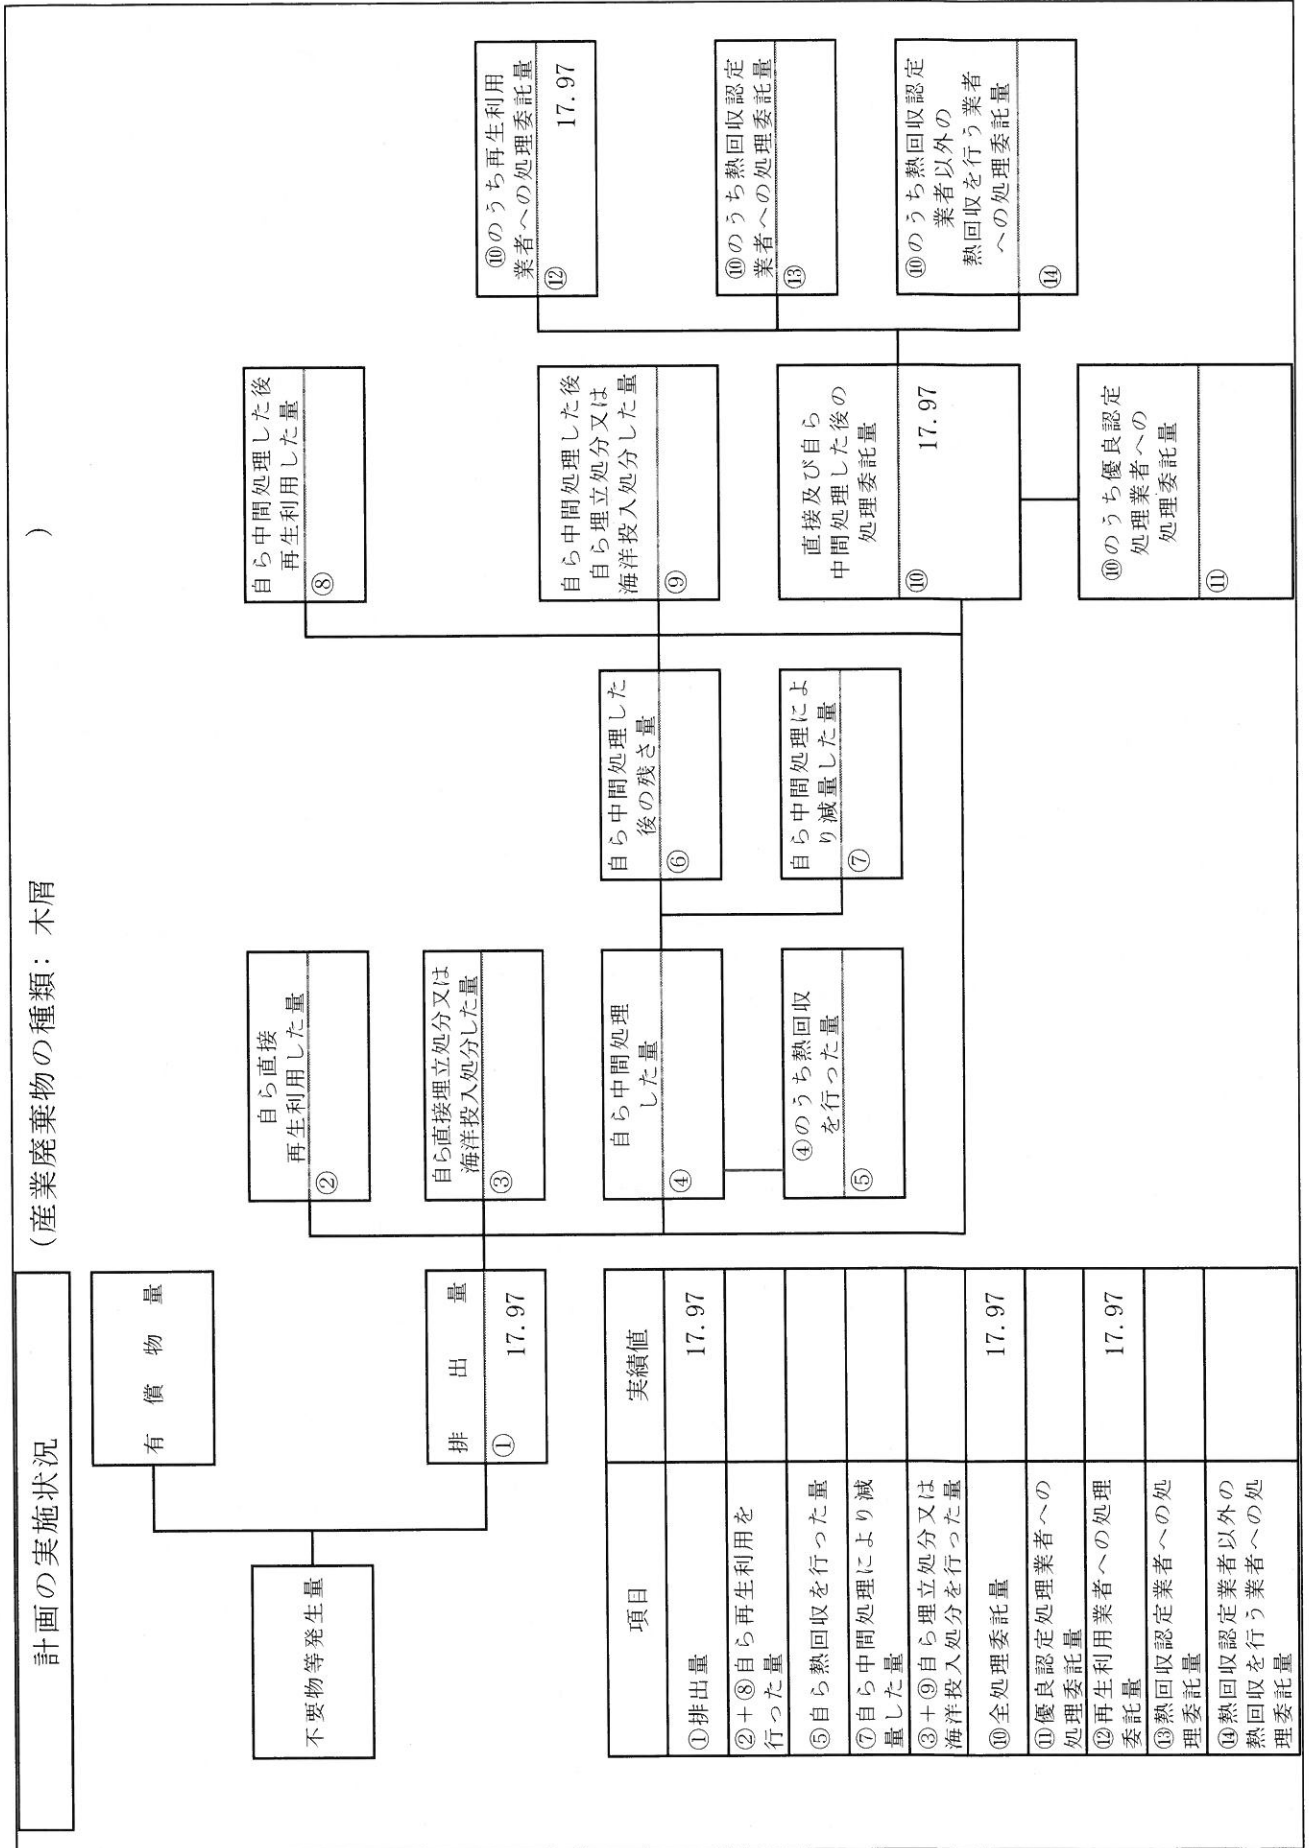 計画の実施状況
(産業廃棄物の種類：木屑 )
不要物等発生量
有償物量
排出量
① 17.97
自ら直接
再生利用した量
②
自ら直接埋立処分又は
海洋投入処分した量
③
自ら中間処理
した量
④
④のうち熱回収
を行った量
⑤
自ら中間処理した
後の残さ量
⑥
自ら中間処理によ
り減量した量
⑦
自ら中間処理した後
再生利用した量
⑧
自ら中間処理した後
自ら埋立処分又は
海洋投入処分した量
⑨
直接及び自ら
中間処理した後の
処理委託量
⑩ 17.97
⑩のうち優良認定
処理業者への
処理委託量
⑪
⑩のうち再生利用
業者への処理委託量
⑫ 17.97
⑩のうち熱回収認定
業者への処理委託量
⑬
⑩のうち熱回収認定
業者以外の
熱回収を行う業者
への処理委託量
⑭
項目 実績値
①排出量 17.97
②＋⑧自ら再生利用を
行った量
⑤自ら熱回収を行った量
⑦自ら中間処理により減
量した量
③＋⑨自ら埋立処分又は
海洋投入処分を行った量
⑩全処理委託量 17.97
⑪優良認定処理業者への
処理委託量
⑫再生利用業者への処理
委託量 17.97
⑬熱回収認定業者への処
理委託量
⑭熱回収認定業者以外の
熱回収を行う業者への処
理委託量